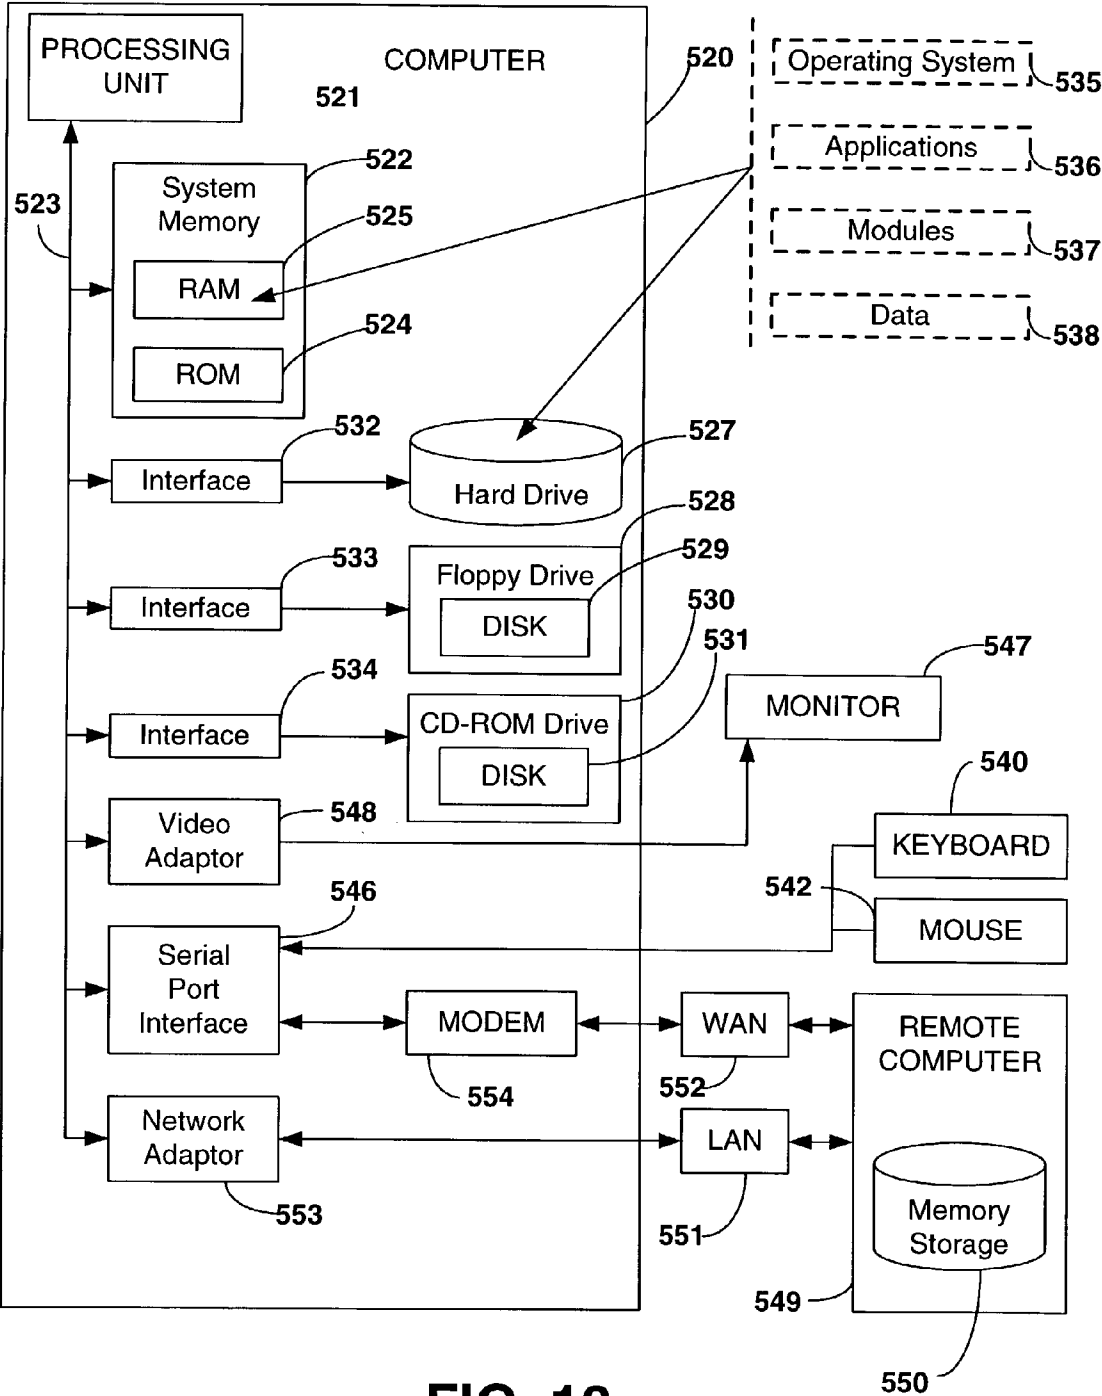 PROCESSING
UNIT
COMPUTER
521
520
Operating System
535
Applications
536
Modules
537
Data
538
522
System
Memory
523
525
RAM
524
ROM
532
Interface
527
Hard Drive
528
533
Interface
Floppy Drive
529
DISK
530
531
534
Interface
CD-ROM Drive
DISK
547
MONITOR
548
Video
Adaptor
540
KEYBOARD
542
MOUSE
546
Serial
Port
Interface
MODEM
554
WAN
552
REMOTE
COMPUTER
Network
Adaptor
553
LAN
551
Memory
Storage
549
550